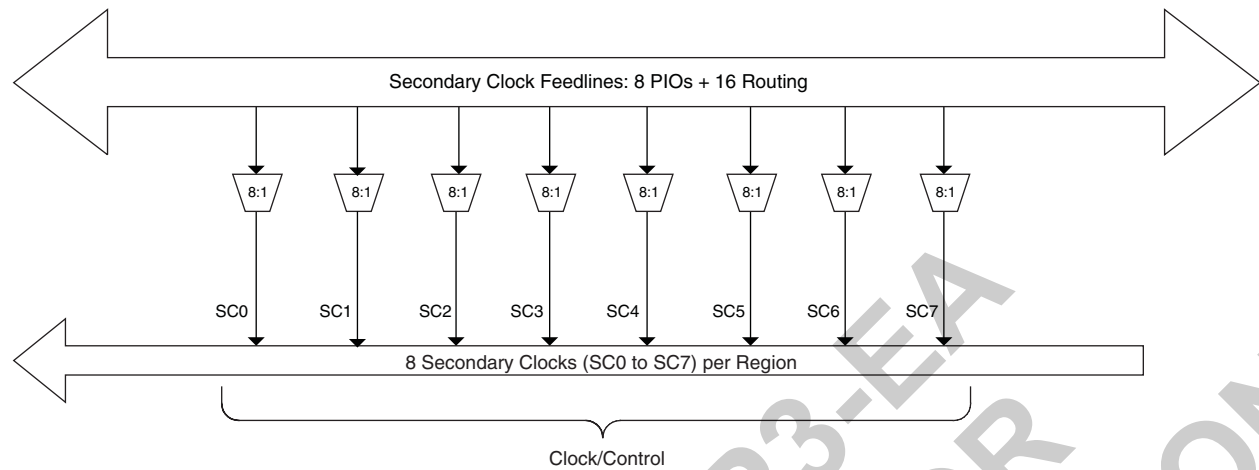 Secondary Clock Feedlines: 8 PIOs + 16 Routing
8:1 8:1 8:1 8:1 8:1 8:1 8:1 8:1
SC0 SC1 SC2 SC3 SC4 SC5 SC6 SC7
8 Secondary Clocks (SC0 to SC7) per Region
Clock/Control